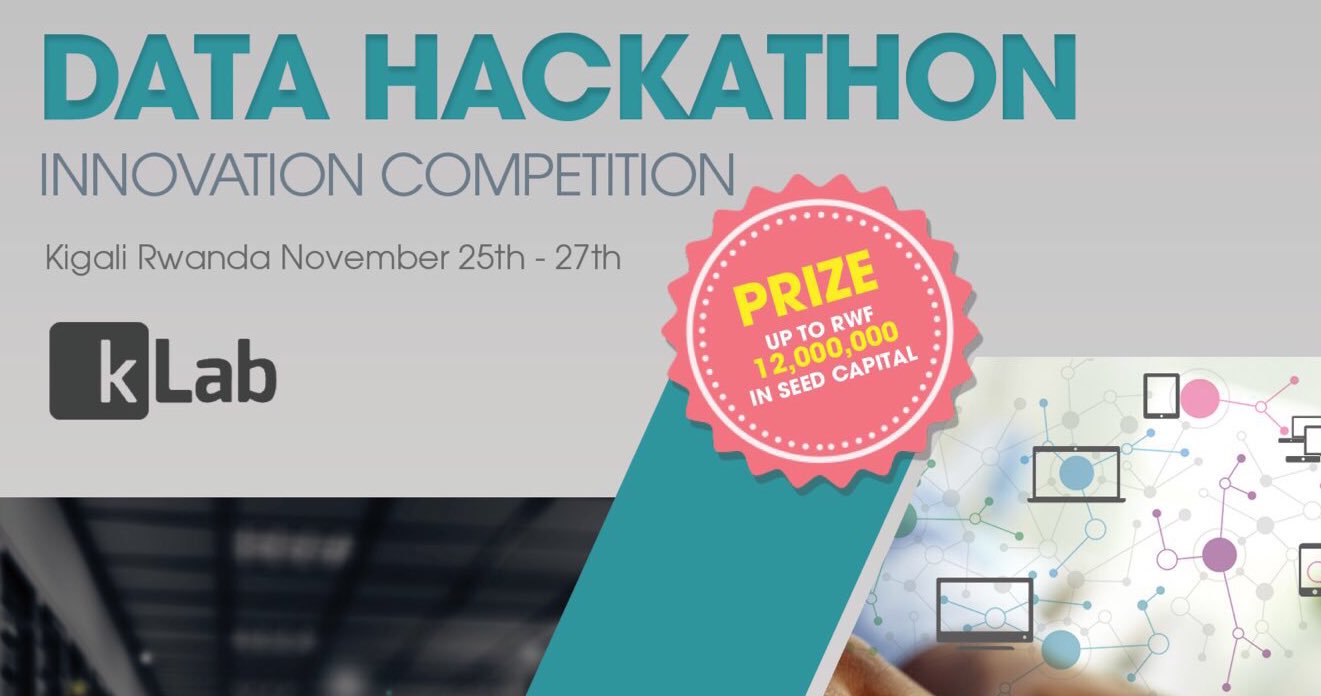 DATA HACKATHON
INNOVATION COMPETITION
Kigali Rwanda November 25th - 27th
kLab
PRIZE
UP TO RWF
12,000,000
IN SEED CAPITAL